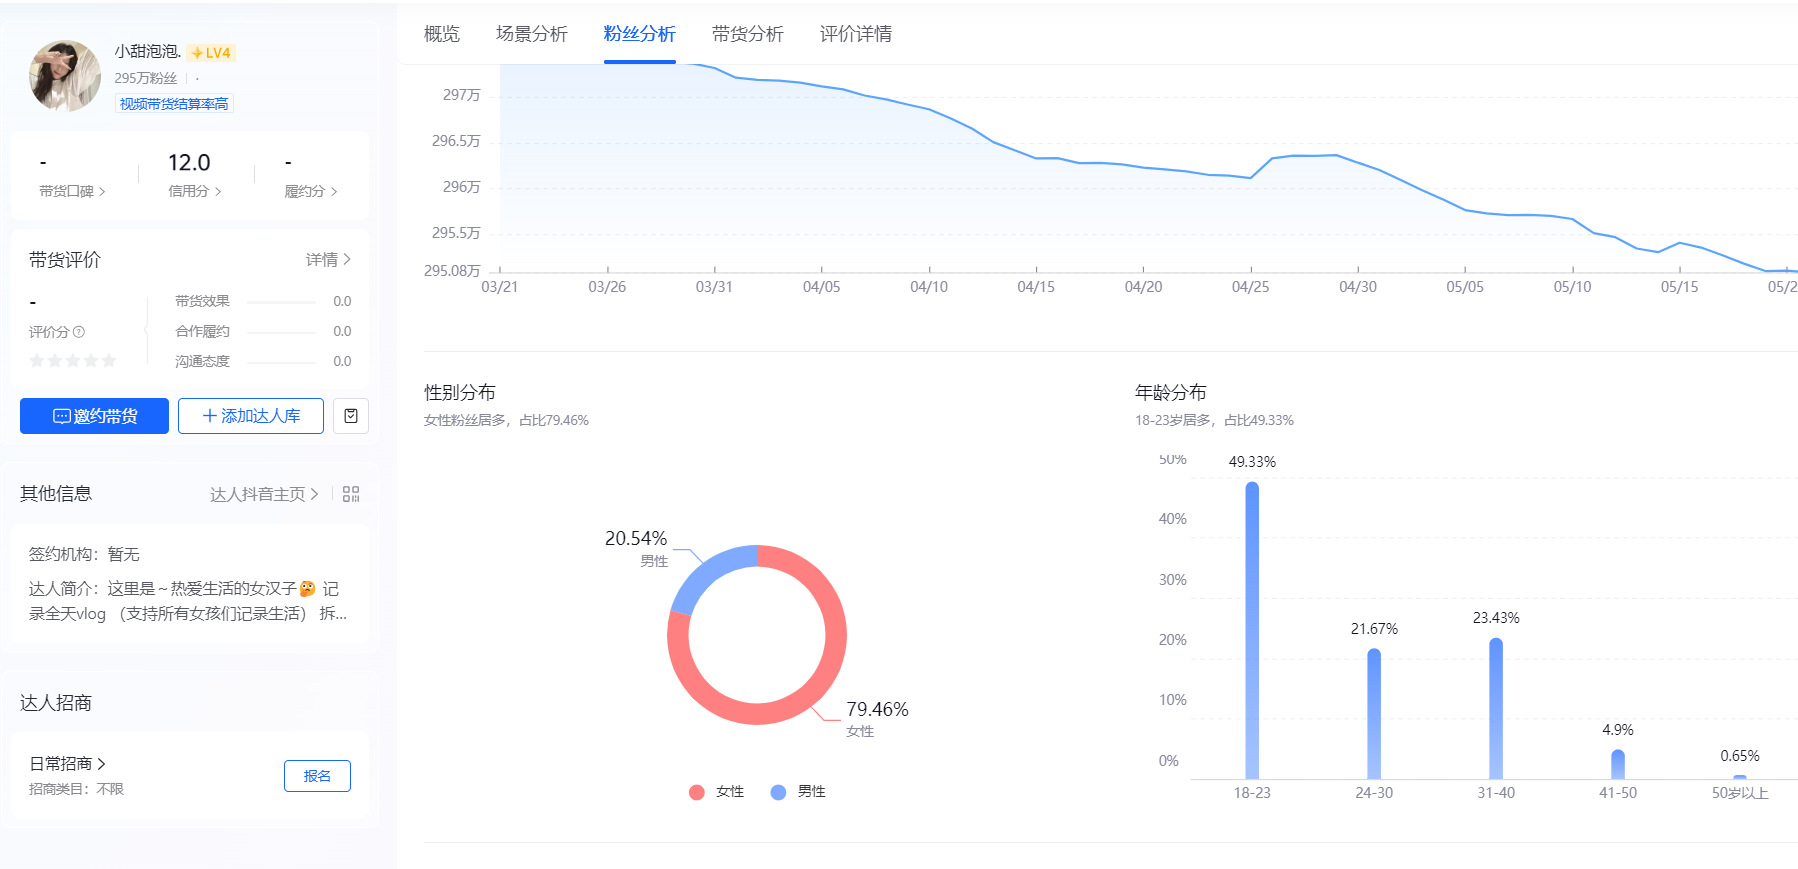 小甜泡泡. LV4
295万粉丝
视频带货结算率高
- 12.0 -
带货口碑 信用分 履约分
带货评价 详情
-
评价分
带货效果 0.0
合作履约 0.0
沟通态度 0.0
邀约带货 添加达人库
其他信息 达人抖音主页
签约机构：暂无
达人简介：这里是～热爱生活的女汉子🤔 记
录全天vlog （支持所有女孩们记录生活） 拆...
达人招商
日常招商
招商类目：不限
报名
概览 场景分析 粉丝分析 带货分析 评价详情
297万
296.5万
296万
295.5万
295.08万
03/21 03/26 03/31 04/05 04/10 04/15 04/20 04/25 04/30 05/05 05/10 05/15 05/2
性别分布
女性粉丝居多，占比79.46%
20.54%
男性
79.46%
女性
女性 男性
年龄分布
18-23岁居多，占比49.33%
50%
40%
30%
20%
10%
0%
49.33%
21.67%
23.43%
4.9%
0.65%
18-23 24-30 31-40 41-50 50岁以上